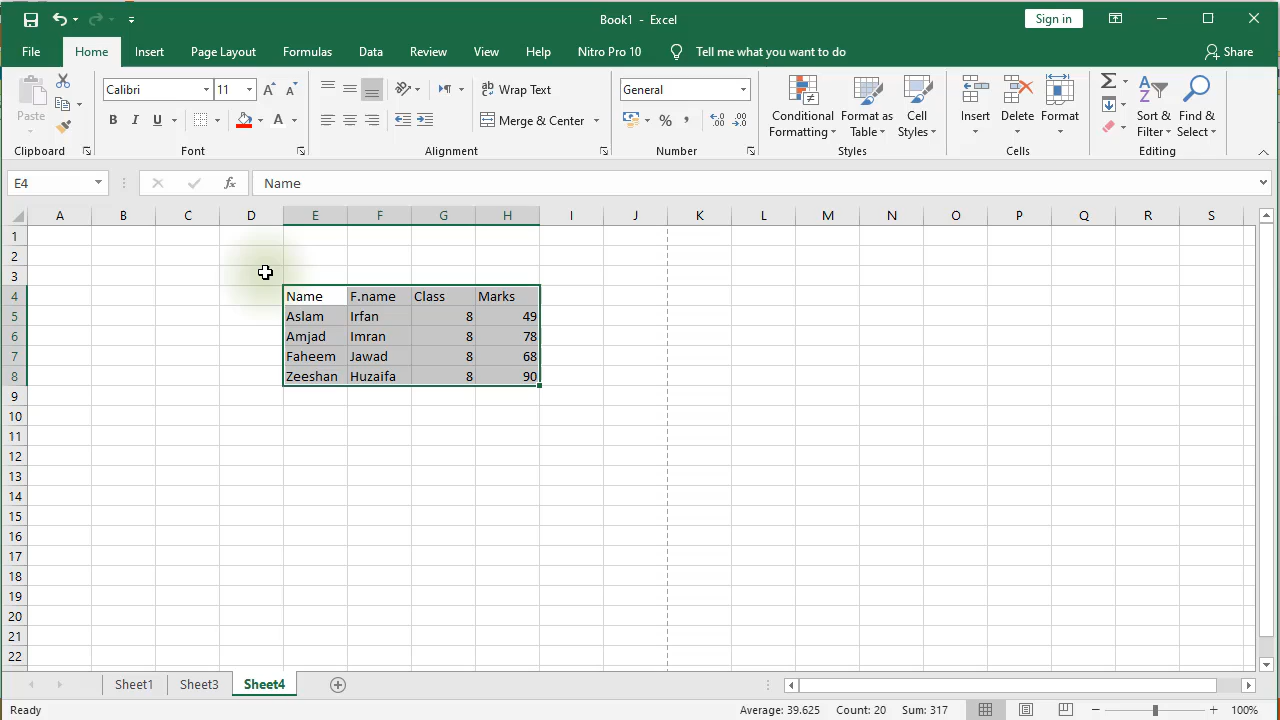 Book1 - Excel
Sign in
File Home Insert Page Layout Formulas Data Review View Help Nitro Pro 10 Tell me what you want to do Share
Paste
Calibri 11
B I U A
Wrap Text
Merge & Center
General
% ,
Conditional Formatting
Format as Table
Cell Styles
Insert
Delete
Format
Sort & Filter
Find & Select
Clipboard Font Alignment Number Styles Cells Editing
E4 fx Name
A B C D E F G H I J K L M N O P Q R S
1
2
3
4 Name F.name Class Marks
5 Aslam Irfan 8 49
6 Amjad Imran 8 78
7 Faheem Jawad 8 68
8 Zeeshan Huzaifa 8 90
9
10
11
12
13
14
15
16
17
18
19
20
21
22
Sheet1 Sheet3 Sheet4
Ready Average: 39.625 Count: 20 Sum: 317 100%